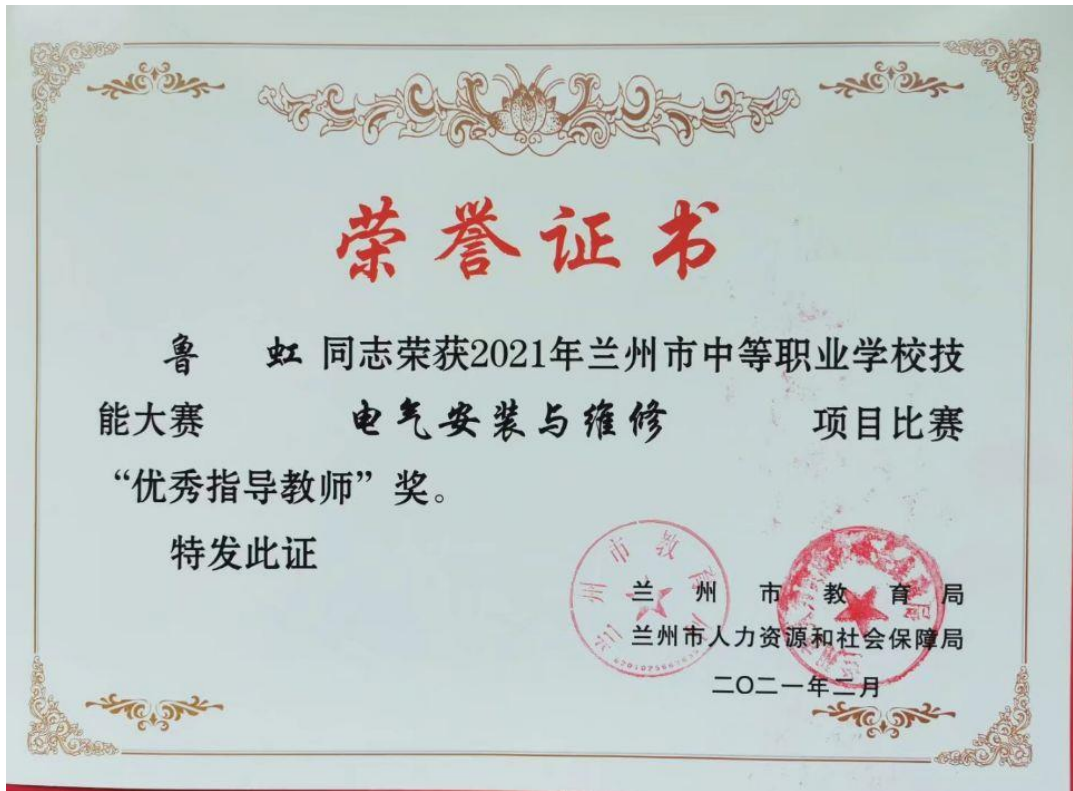 荣誉证书
鲁 虹 同志荣获2021年兰州市中等职业学校技
能大赛 电气安装与维修 项目比赛
“优秀指导教师”奖。
特发此证
兰州市教育局
兰州市人力资源和社会保障局
二〇二一年二月